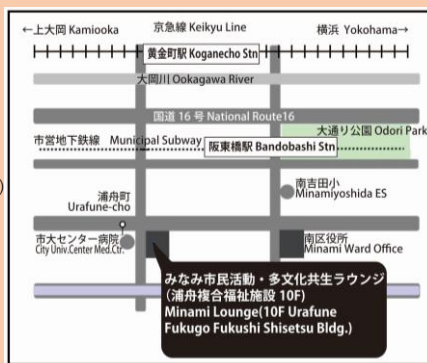 ←上大岡 Kamiooka 京急線 Keikyu Line 横浜 Yokohama→
黄金町駅 Koganecho Stn
大岡川 Ookagawa River
国道 16 号 National Route16
大通り公園 Odori Park
市営地下鉄線 Municipal Subway
阪東橋駅 Bandobashi Stn
南吉田小
Minamiyoshida ES
浦舟町
Urafune-cho
市大センター病院
City Univ.Center Med.Ctr.
南区役所
Minami Ward Office
みなみ市民活動・多文化共生ラウンジ
(浦舟複合福祉施設 10F)
Minami Lounge(10F Urafune
Fukugo Fukushi Shisetsu Bldg.)
)